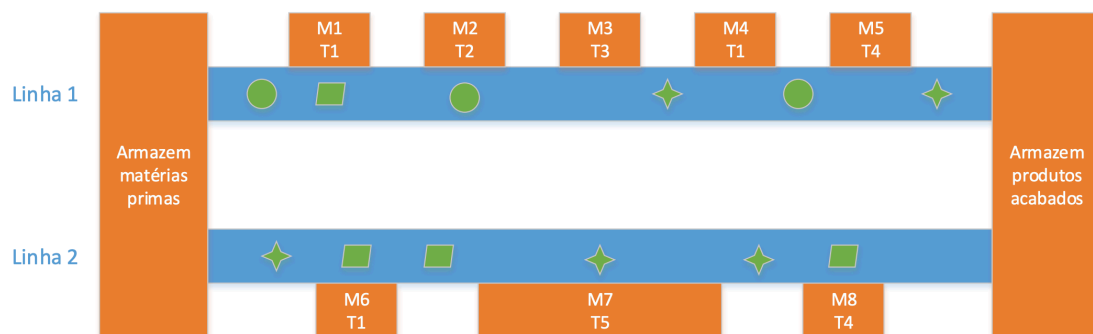 M1
T1
M2
T2
M3
T3
M4
T1
M5
T4
Linha 1
Armazem
matérias
primas
Armazem
produtos
acabados
Linha 2
M6
T1
M7
T5
M8
T4